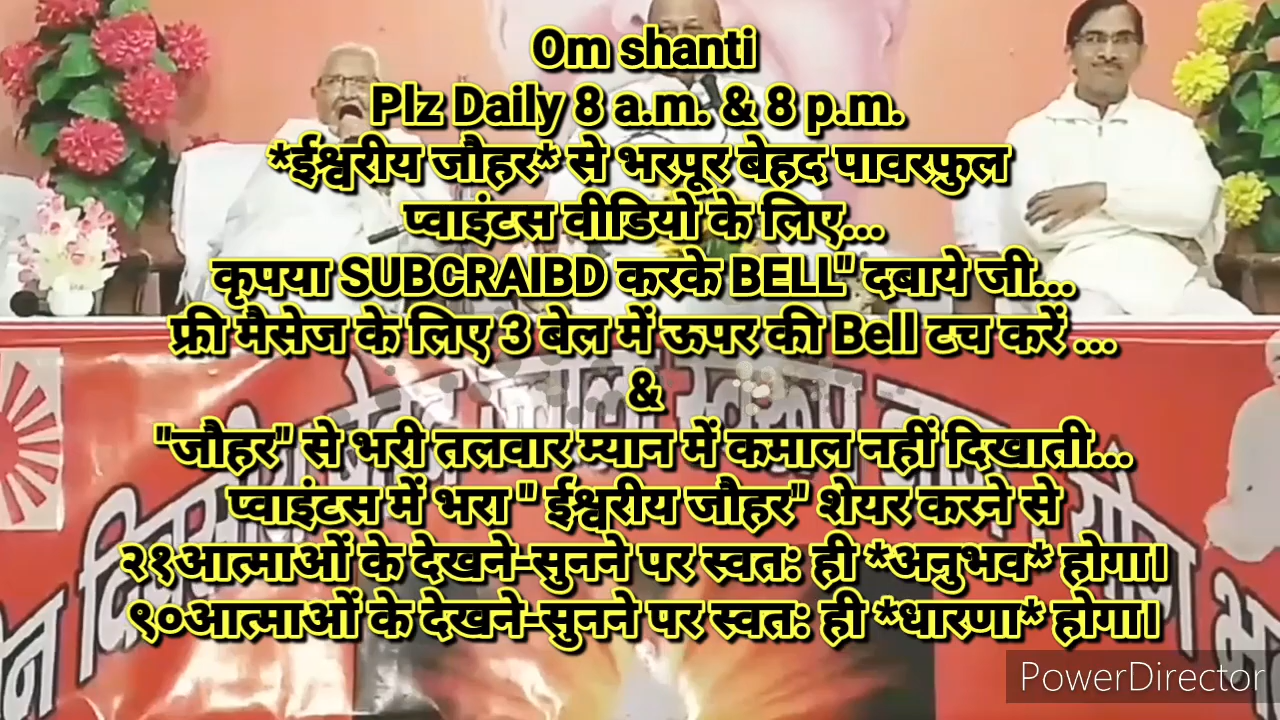 Om shanti
Plz Daily 8 a.m. & 8 p.m.
*ईश्वरीय जौहर* से भरपूर बेहद पावरफुल
प्वाइंटस वीडियो के लिए...
कृपया SUBCRAIBD करके BELL" दबाये जी...
फ्री मैसेज के लिए 3 बेल में ऊपर की Bell टच करें ...
&
"जौहर" से भरी तलवार म्यान में कमाल नहीं दिखाती...
प्वाइंटस में भरा " ईश्वरीय जौहर" शेयर करने से
२१आत्माओं के देखने-सुनने पर स्वत: ही *अनुभव* होगा।
९०आत्माओं के देखने-सुनने पर स्वत: ही *धारणा* होगा।
दिवसीय
योग
PowerDirector